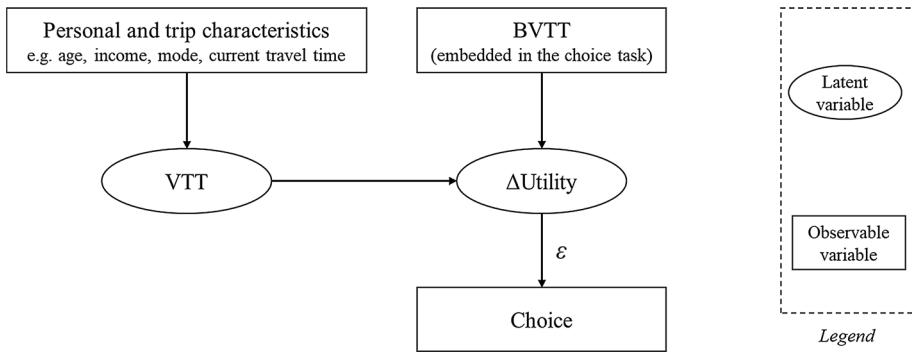 Personal and trip characteristics
e.g. age, income, mode, current travel time
BVTT
(embedded in the choice task)
VTT
ΔUtility
ε
Choice
Latent
variable
Observable
variable
Legend